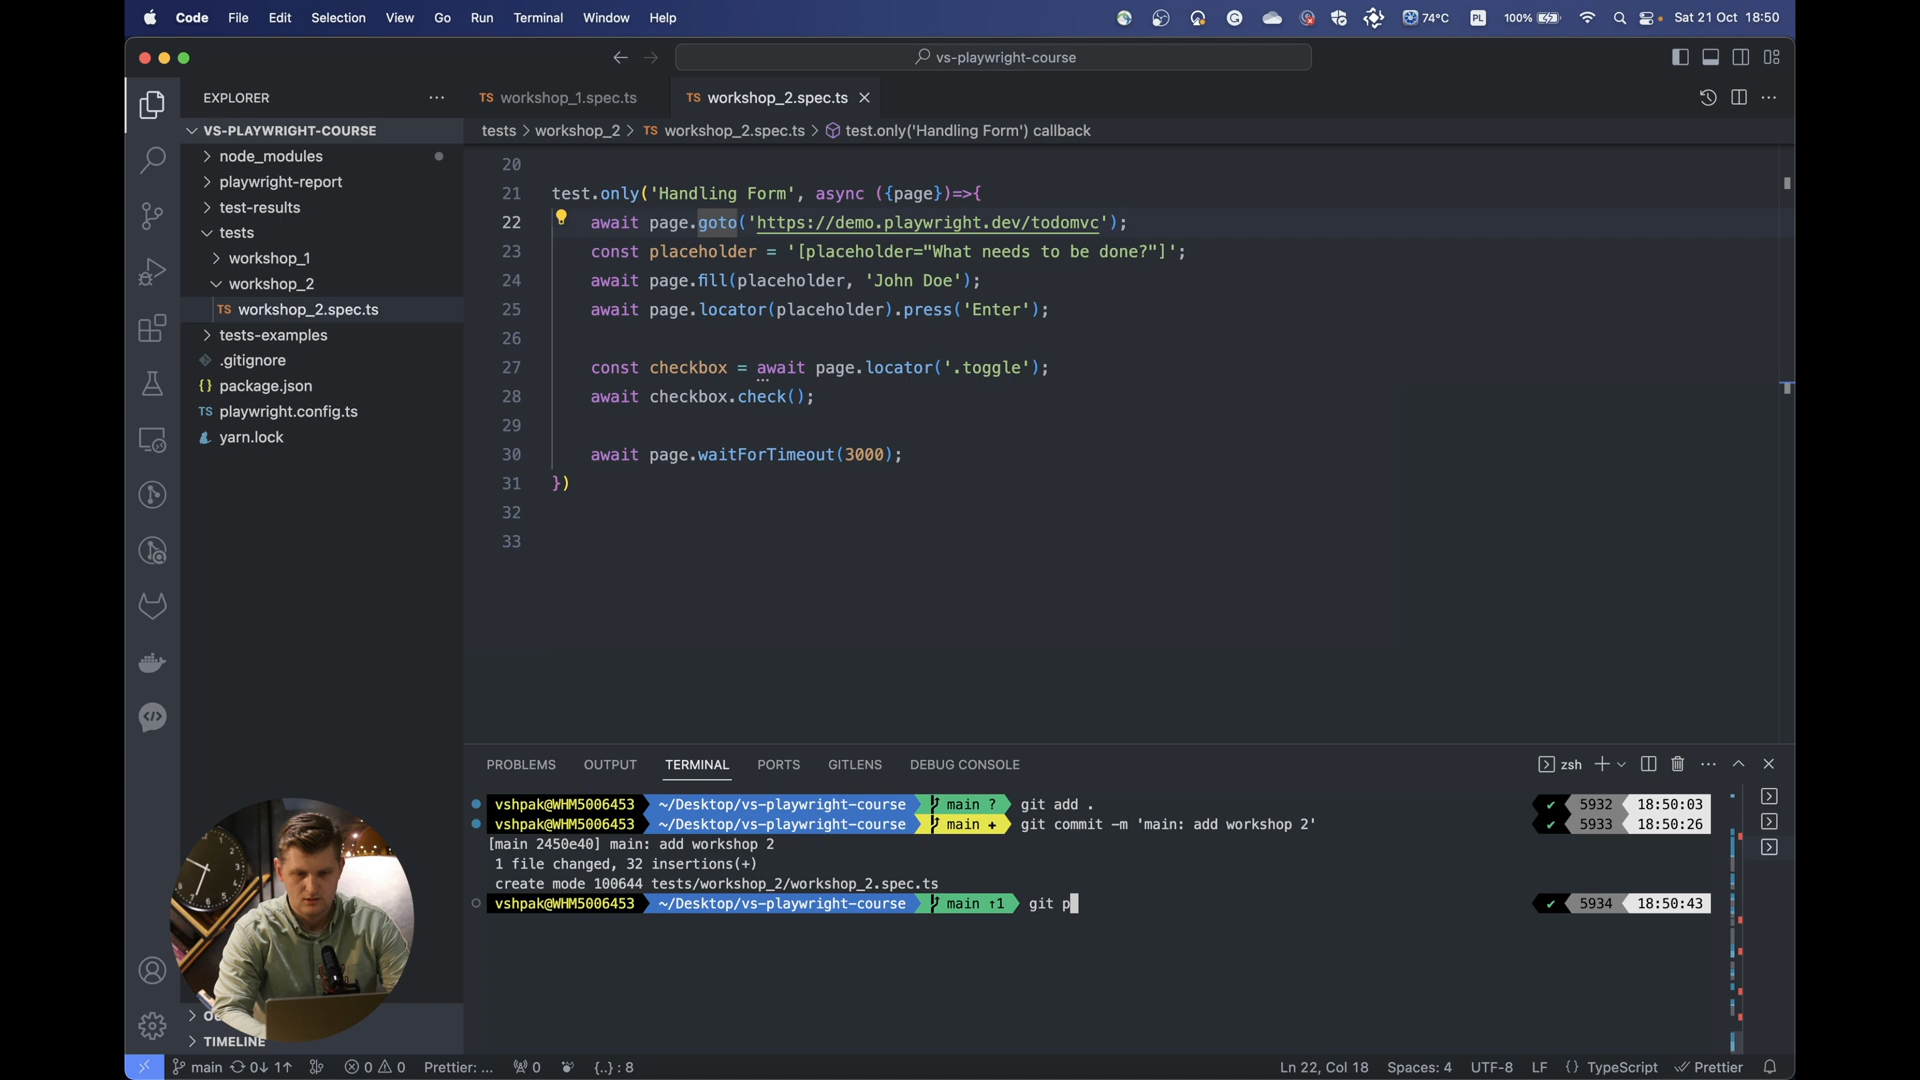 Code File Edit Selection View Go Run Terminal Window Help
74°C PL 100% Sat 21 Oct 18:50
vs-playwright-course
EXPLORER
TS workshop_1.spec.ts
TS workshop_2.spec.ts
tests > workshop_2 > TS workshop_2.spec.ts > test.only('Handling Form') callback
VS-PLAYWRIGHT-COURSE
node_modules
playwright-report
test-results
tests
workshop_1
workshop_2
TS workshop_2.spec.ts
tests-examples
.gitignore
{} package.json
TS playwright.config.ts
yarn.lock
20
21 test.only('Handling Form', async ({page})=>{
22 await page.goto('https://demo.playwright.dev/todomvc');
23 const placeholder = '[placeholder="What needs to be done?"]';
24 await page.fill(placeholder, 'John Doe');
25 await page.locator(placeholder).press('Enter');
26
27 const checkbox = await page.locator('.toggle');
28 await checkbox.check();
29
30 await page.waitForTimeout(3000);
31 })
32
33
PROBLEMS OUTPUT TERMINAL PORTS GITLENS DEBUG CONSOLE
zsh
vshpak@WHM5006453 ~/Desktop/vs-playwright-course main ? git add . ✔ 5932 18:50:03
vshpak@WHM5006453 ~/Desktop/vs-playwright-course main + git commit -m 'main: add workshop 2' ✔ 5933 18:50:26
[main 2450e40] main: add workshop 2
1 file changed, 32 insertions(+)
create mode 100644 tests/workshop_2/workshop_2.spec.ts
vshpak@WHM5006453 ~/Desktop/vs-playwright-course main ↑1 git p ✔ 5934 18:50:43
TIMELINE
main 0↓ 1↑ 0 0 Prettier: ... 0 {..} : 8
Ln 22, Col 18 Spaces: 4 UTF-8 LF {} TypeScript Prettier